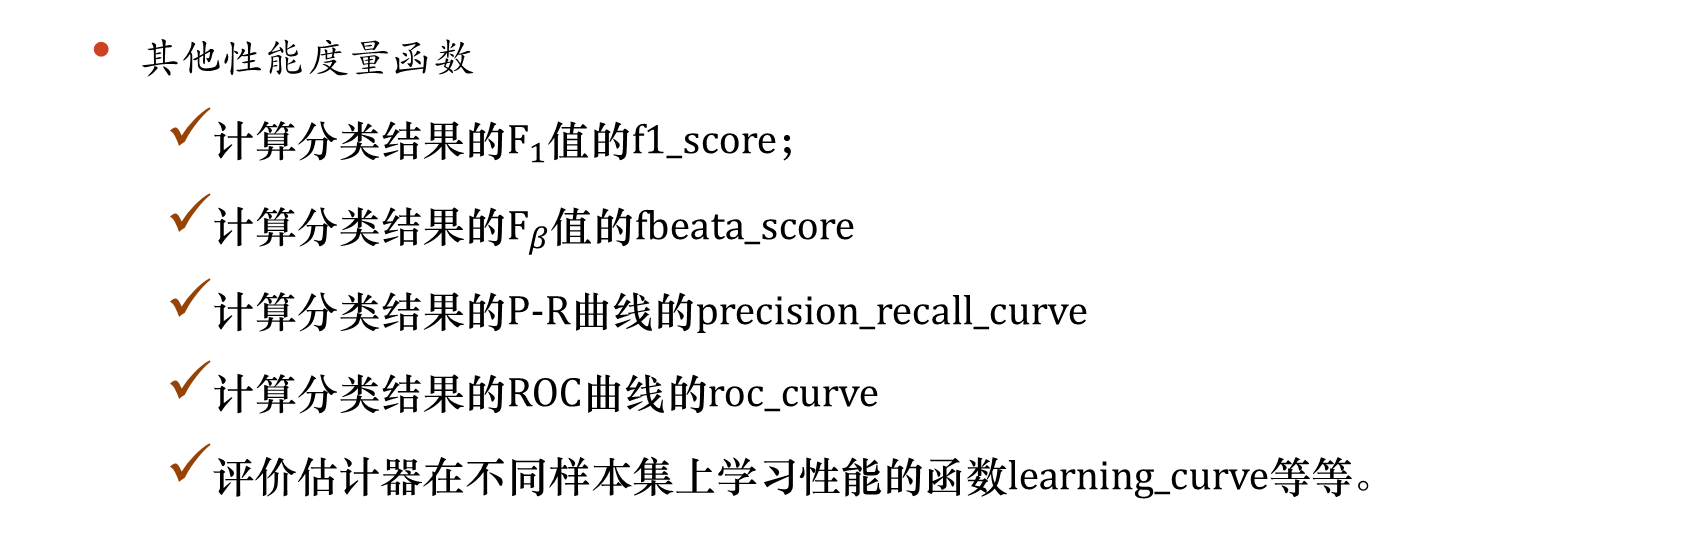 • 其他性能度量函数
✓计算分类结果的F₁值的f1_score；
✓计算分类结果的Fᵦ值的fbeata_score
✓计算分类结果的P-R曲线的precision_recall_curve
✓计算分类结果的ROC曲线的roc_curve
✓评价估计器在不同样本集上学习性能的函数learning_curve等等。